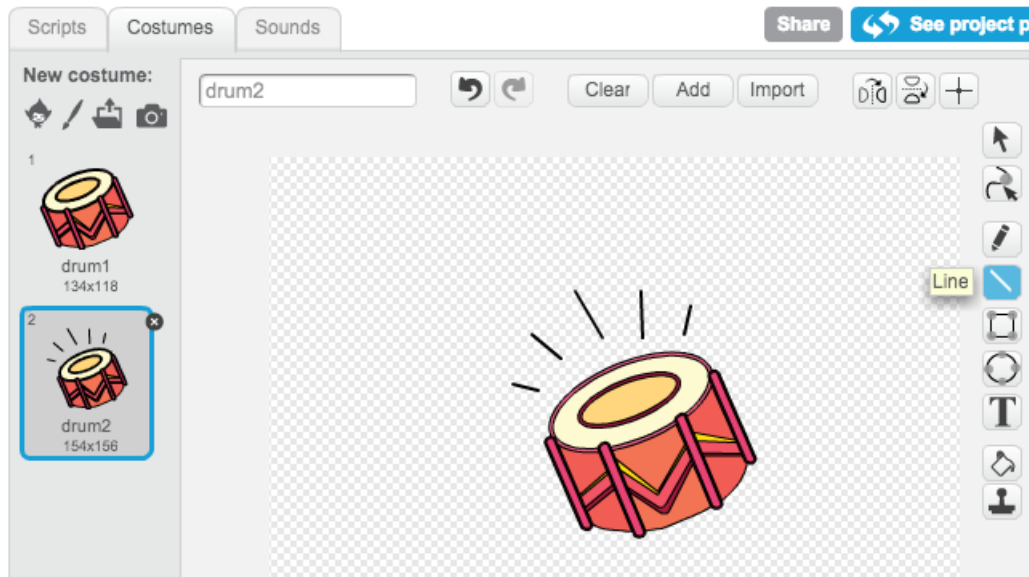 Scripts
Costumes
Sounds
Share
See project p
New costume:
drum2
Clear
Add
Import
1
drum1
134x118
2
drum2
154x156
Line
T